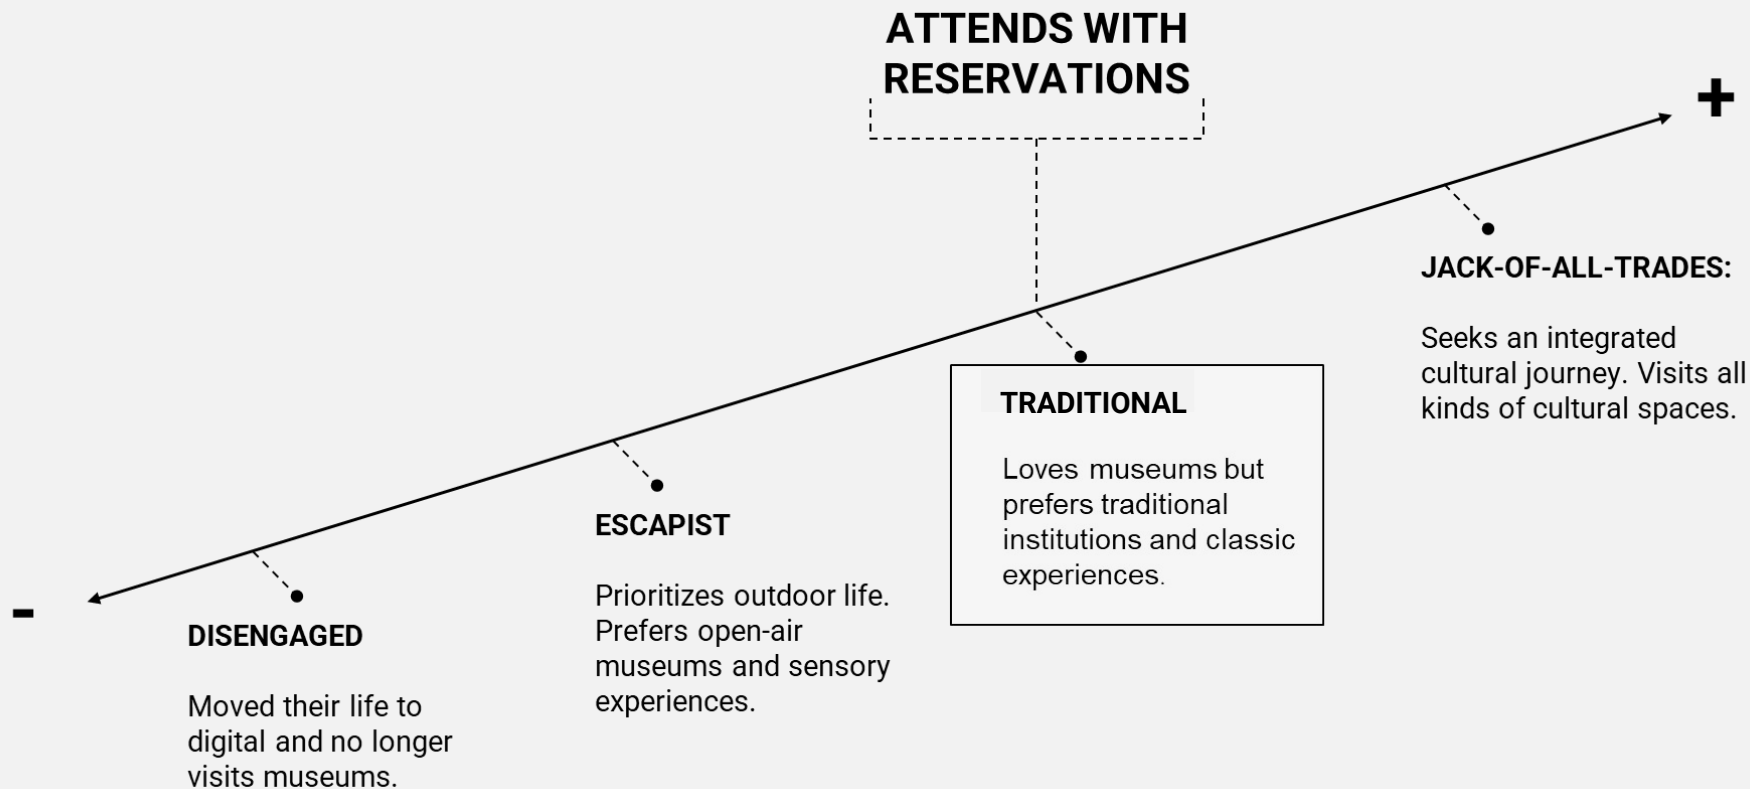 ATTENDS WITH
RESERVATIONS
+
JACK-OF-ALL-TRADES:
Seeks an integrated
cultural journey. Visits all
kinds of cultural spaces.
TRADITIONAL
Loves museums but
prefers traditional
institutions and classic
experiences.
ESCAPIST
Prioritizes outdoor life.
Prefers open-air
museums and sensory
experiences.
-
DISENGAGED
Moved their life to
digital and no longer
visits museums.